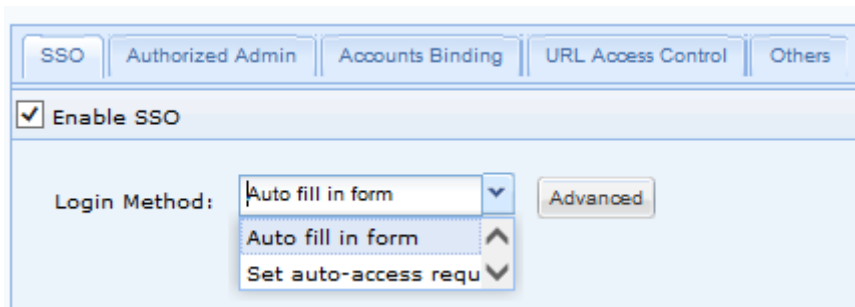 SSO Authorized Admin Accounts Binding URL Access Control Others
Enable SSO
Login Method: Auto fill in form Advanced
Auto fill in form
Set auto-access requ